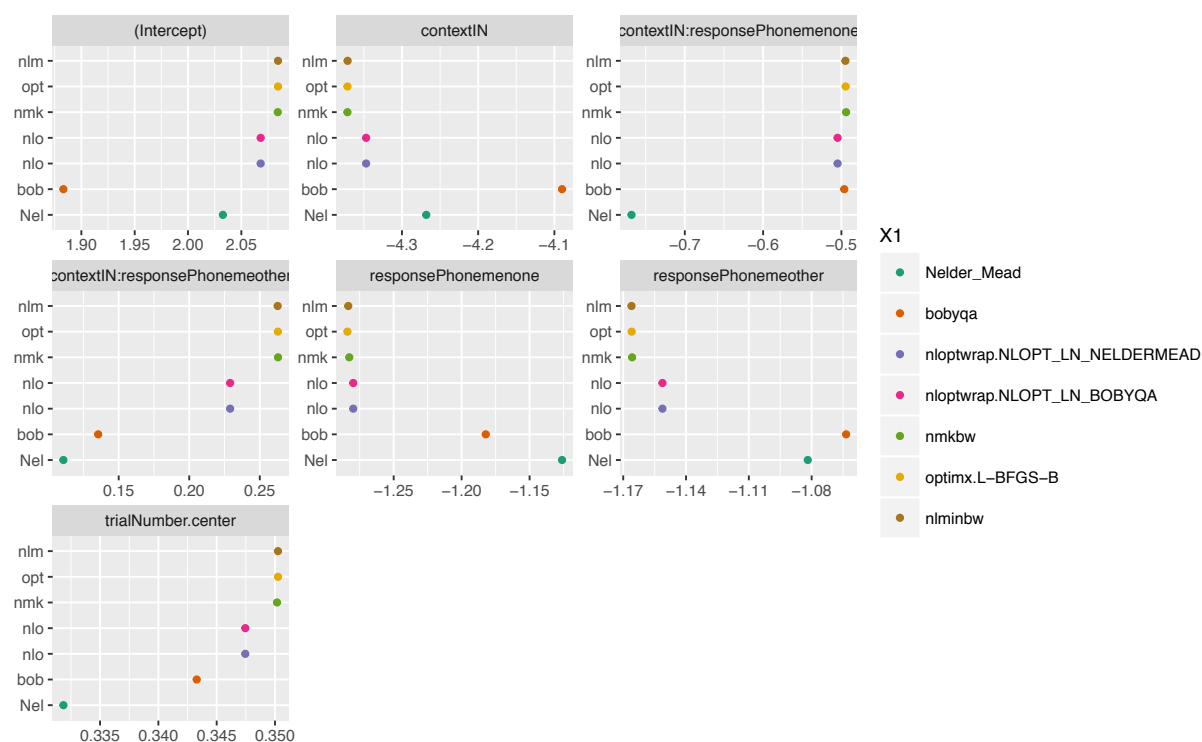 (Intercept)
contextIN
contextIN:responsePhonemenone
nlm
opt
nmk
nlo
nlo
bob
Nel
1.90 1.95 2.00 2.05
nlm
opt
nmk
nlo
nlo
bob
Nel
−4.3 −4.2 −4.1
nlm
opt
nmk
nlo
nlo
bob
Nel
−0.7 −0.6 −0.5
contextIN:responsePhonemeother
responsePhonemenone
responsePhonemeother
nlm
opt
nmk
nlo
nlo
bob
Nel
0.15 0.20 0.25
nlm
opt
nmk
nlo
nlo
bob
Nel
−1.25 −1.20 −1.15
nlm
opt
nmk
nlo
nlo
bob
Nel
−1.17 −1.14 −1.11 −1.08
trialNumber.center
nlm
opt
nmk
nlo
nlo
bob
Nel
0.335 0.340 0.345 0.350
X1
Nelder_Mead
bobyqa
nloptwrap.NLOPT_LN_NELDERMEAD
nloptwrap.NLOPT_LN_BOBYQA
nmkbw
optimx.L−BFGS−B
nlminbw